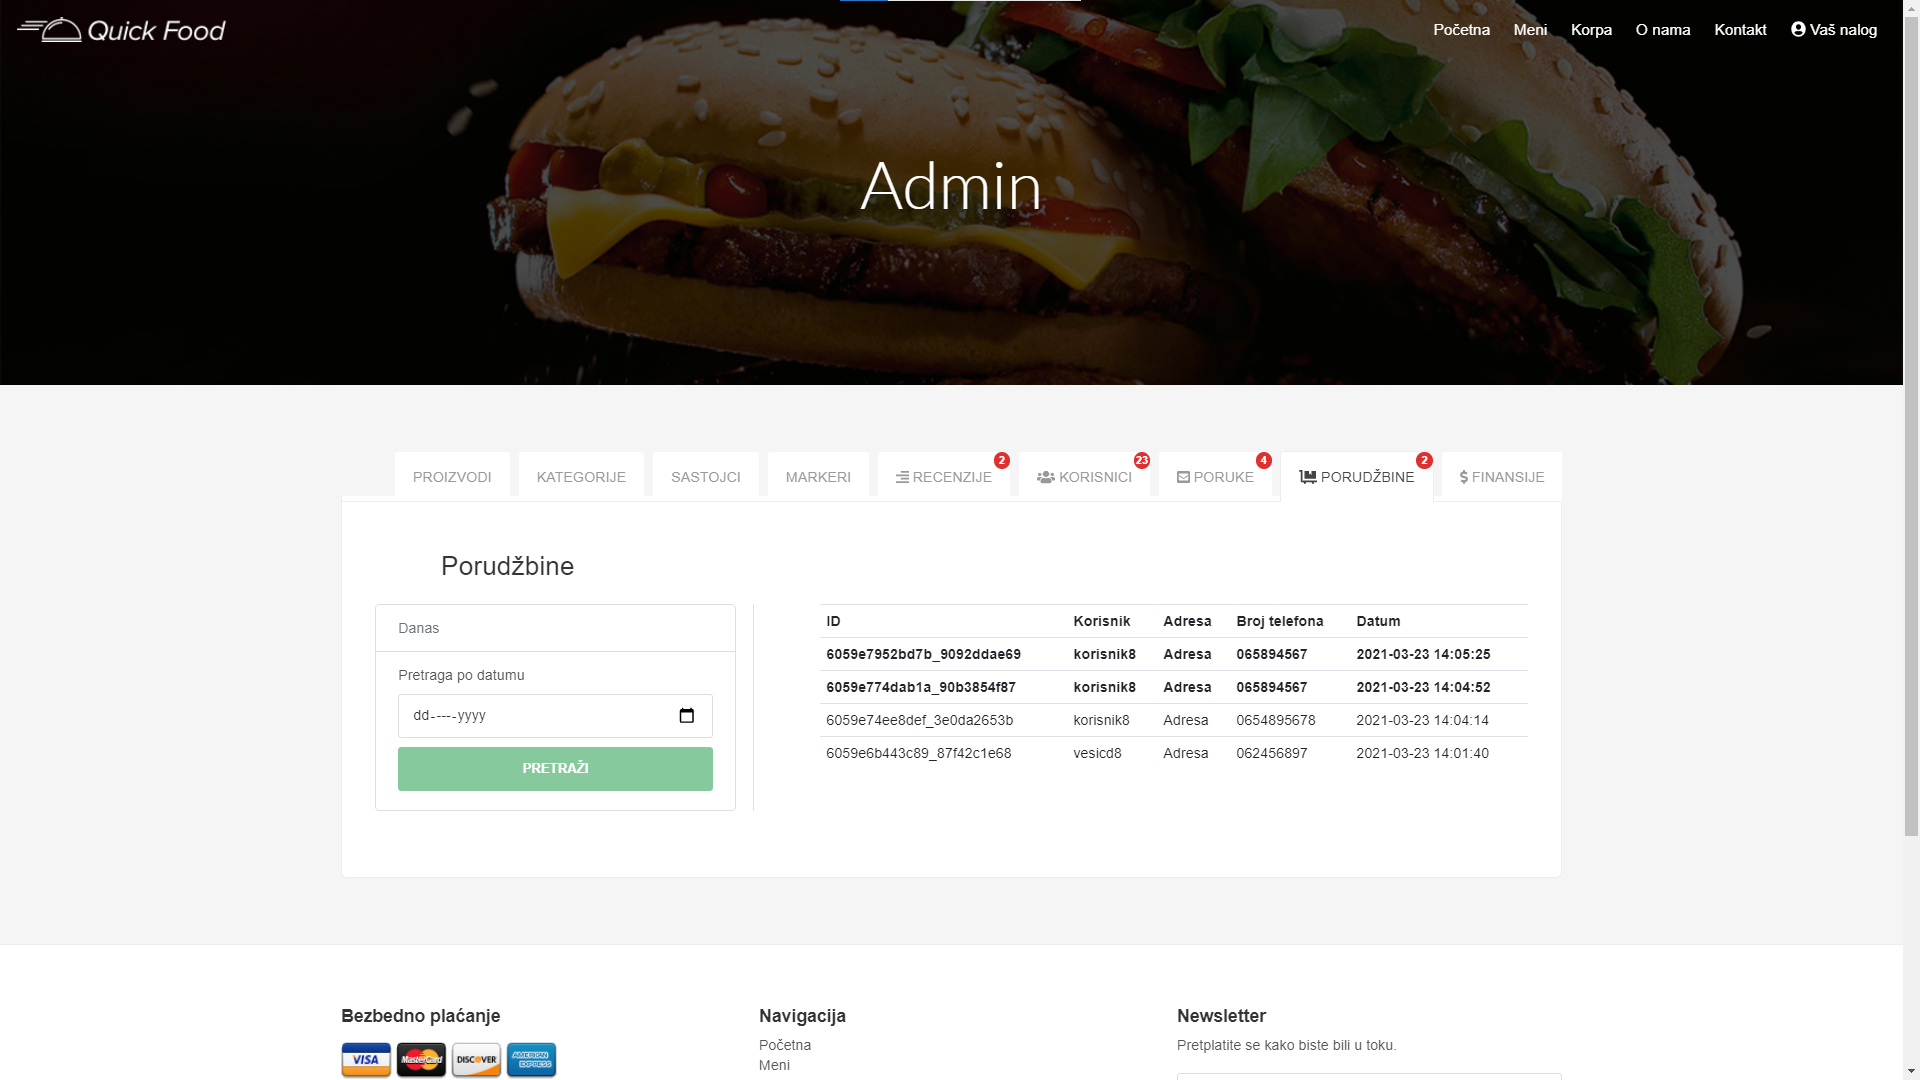 Quick Food
Početna Meni Korpa O nama Kontakt Vaš nalog
Admin
PROIZVODI KATEGORIJE SASTOJCI MARKERI RECENZIJE 2 KORISNICI 23 PORUKE 4 PORUDŽBINE 2 FINANSIJE
Porudžbine
Danas
Pretraga po datumu
dd----yyyy
PRETRAŽI
ID Korisnik Adresa Broj telefona Datum
6059e7952bd7b_9092ddae69 korisnik8 Adresa 065894567 2021-03-23 14:05:25
6059e774dab1a_90b3854f87 korisnik8 Adresa 065894567 2021-03-23 14:04:52
6059e74ee8def_3e0da2653b korisnik8 Adresa 0654895678 2021-03-23 14:04:14
6059e6b443c89_87f42c1e68 vesicd8 Adresa 062456897 2021-03-23 14:01:40
Bezbedno plaćanje
VISA MasterCard DISCOVER AMERICAN EXPRESS
Navigacija
Početna
Meni
Newsletter
Pretplatite se kako biste bili u toku.